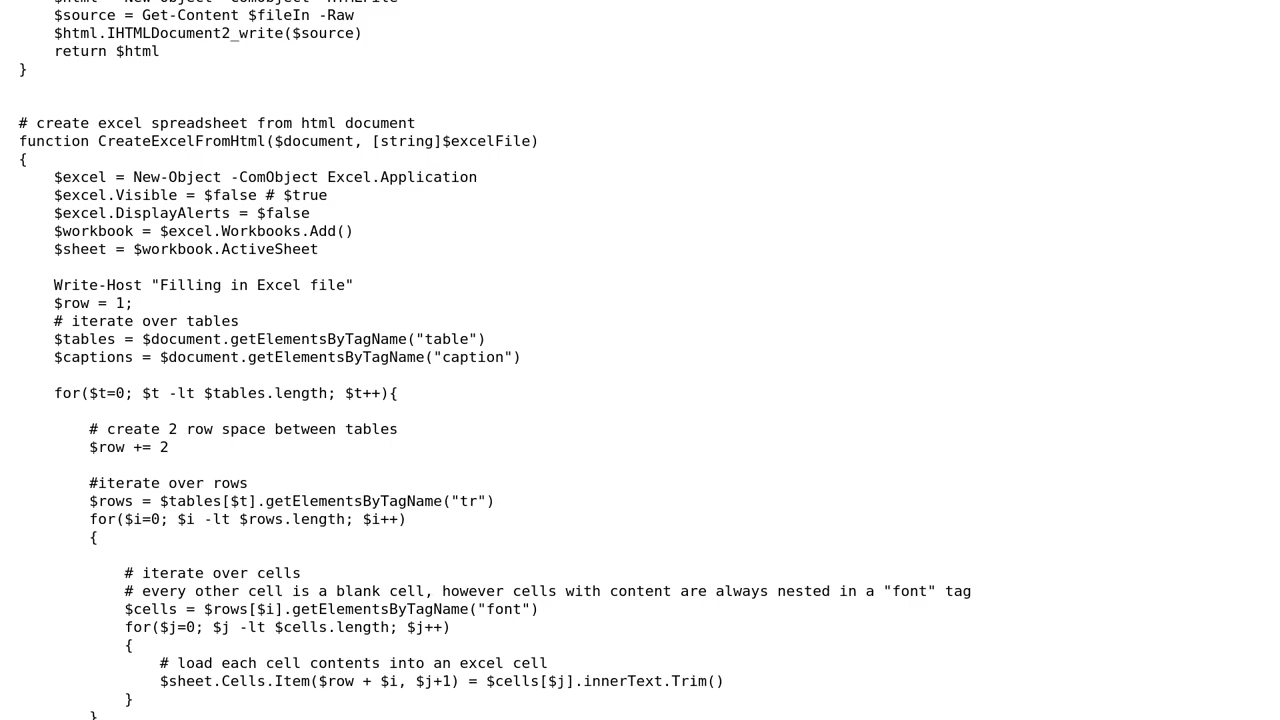 $html = New-Object -ComObject "HTMLFile"
$source = Get-Content $fileIn -Raw
$html.IHTMLDocument2_write($source)
return $html
}
# create excel spreadsheet from html document
function CreateExcelFromHtml($document, [string]$excelFile)
{
$excel = New-Object -ComObject Excel.Application
$excel.Visible = $false # $true
$excel.DisplayAlerts = $false
$workbook = $excel.Workbooks.Add()
$sheet = $workbook.ActiveSheet
Write-Host "Filling in Excel file"
$row = 1;
# iterate over tables
$tables = $document.getElementsByTagName("table")
$captions = $document.getElementsByTagName("caption")
for($t=0; $t -lt $tables.length; $t++){
# create 2 row space between tables
$row += 2
#iterate over rows
$rows = $tables[$t].getElementsByTagName("tr")
for($i=0; $i -lt $rows.length; $i++)
{
# iterate over cells
# every other cell is a blank cell, however cells with content are always nested in a "font" tag
$cells = $rows[$i].getElementsByTagName("font")
for($j=0; $j -lt $cells.length; $j++)
{
# load each cell contents into an excel cell
$sheet.Cells.Item($row + $i, $j+1) = $cells[$j].innerText.Trim()
}
}